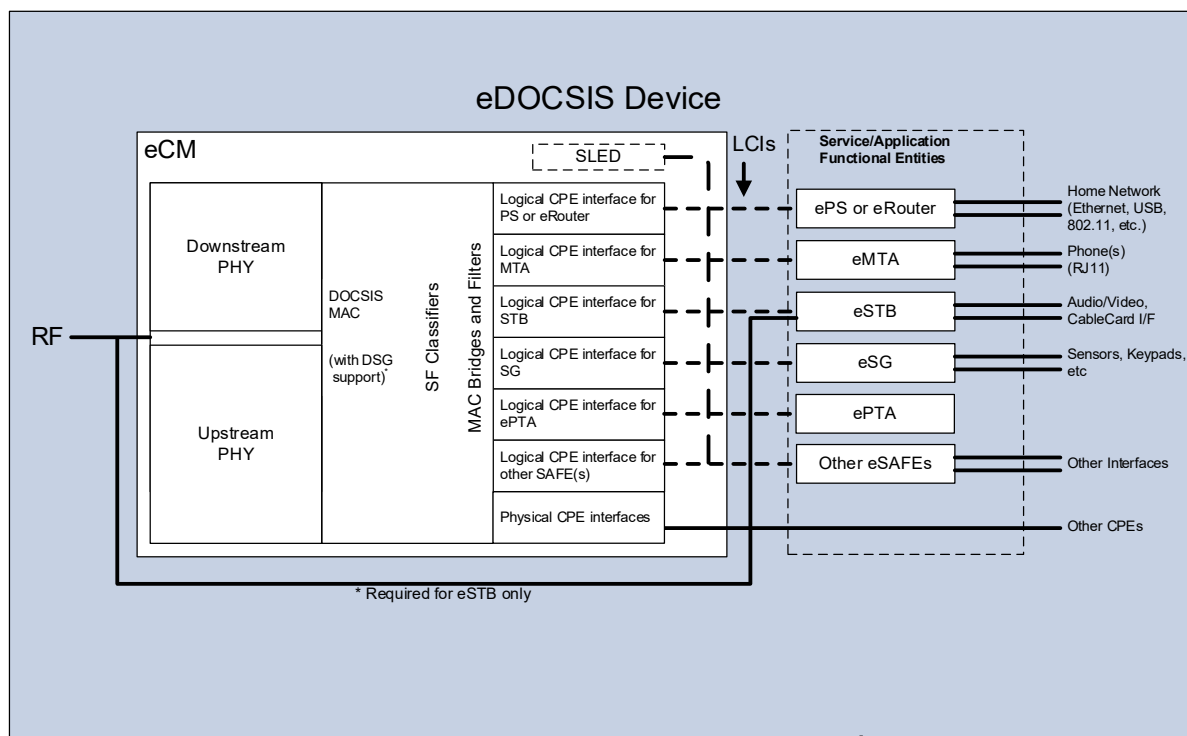 eDOCSIS Device
eCM
SLED
LCIs
Service/Application
Functional Entities
Downstream
PHY
Upstream
PHY
DOCSIS
MAC
(with DSG
support)*
SF Classifiers
MAC Bridges and Filters
Logical CPE interface for
PS or eRouter
Logical CPE interface for
MTA
Logical CPE interface for
STB
Logical CPE interface for
SG
Logical CPE interface for
ePTA
Logical CPE interface for
other SAFE(s)
Physical CPE interfaces
ePS or eRouter
eMTA
eSTB
eSG
ePTA
Other eSAFEs
Home Network
(Ethernet, USB,
802.11, etc.)
Phone(s)
(RJ11)
Audio/Video,
CableCard I/F
Sensors, Keypads,
etc
Other Interfaces
Other CPEs
RF
* Required for eSTB only